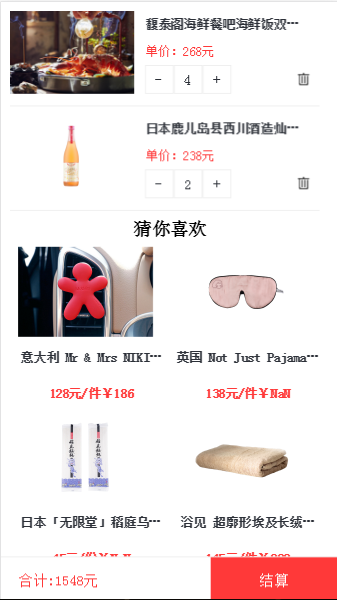 馥泰阁海鲜餐吧海鲜饭双···
单价：268元
- 4 +
日本鹿儿岛县西川酒造灿···
单价：238元
- 2 +
猜你喜欢
意大利 Mr & Mrs NIKI···
英国 Not Just Pajama···
128元/件￥186
138元/件￥NaN
日本「无限堂」稻庭乌···
浴见 超廓形埃及长绒···
合计:1548元
结算